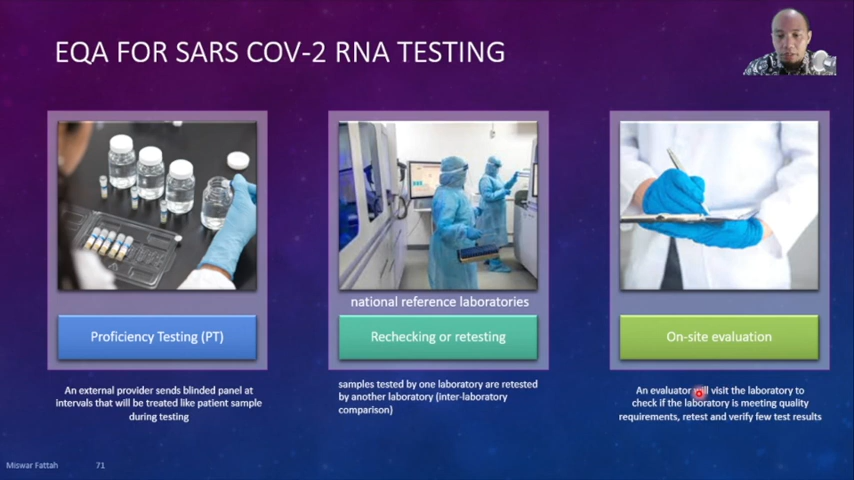 EQA FOR SARS COV-2 RNA TESTING
national reference laboratories
Proficiency Testing (PT)
Rechecking or retesting
On-site evaluation
An external provider sends blinded panel at
intervals that will be treated like patient sample
during testing
samples tested by one laboratory are retested
by another laboratory (inter-laboratory
comparison)
An evaluator will visit the laboratory to
check if the laboratory is meeting quality
requirements, retest and verify few test results
Miswar Fattah
71